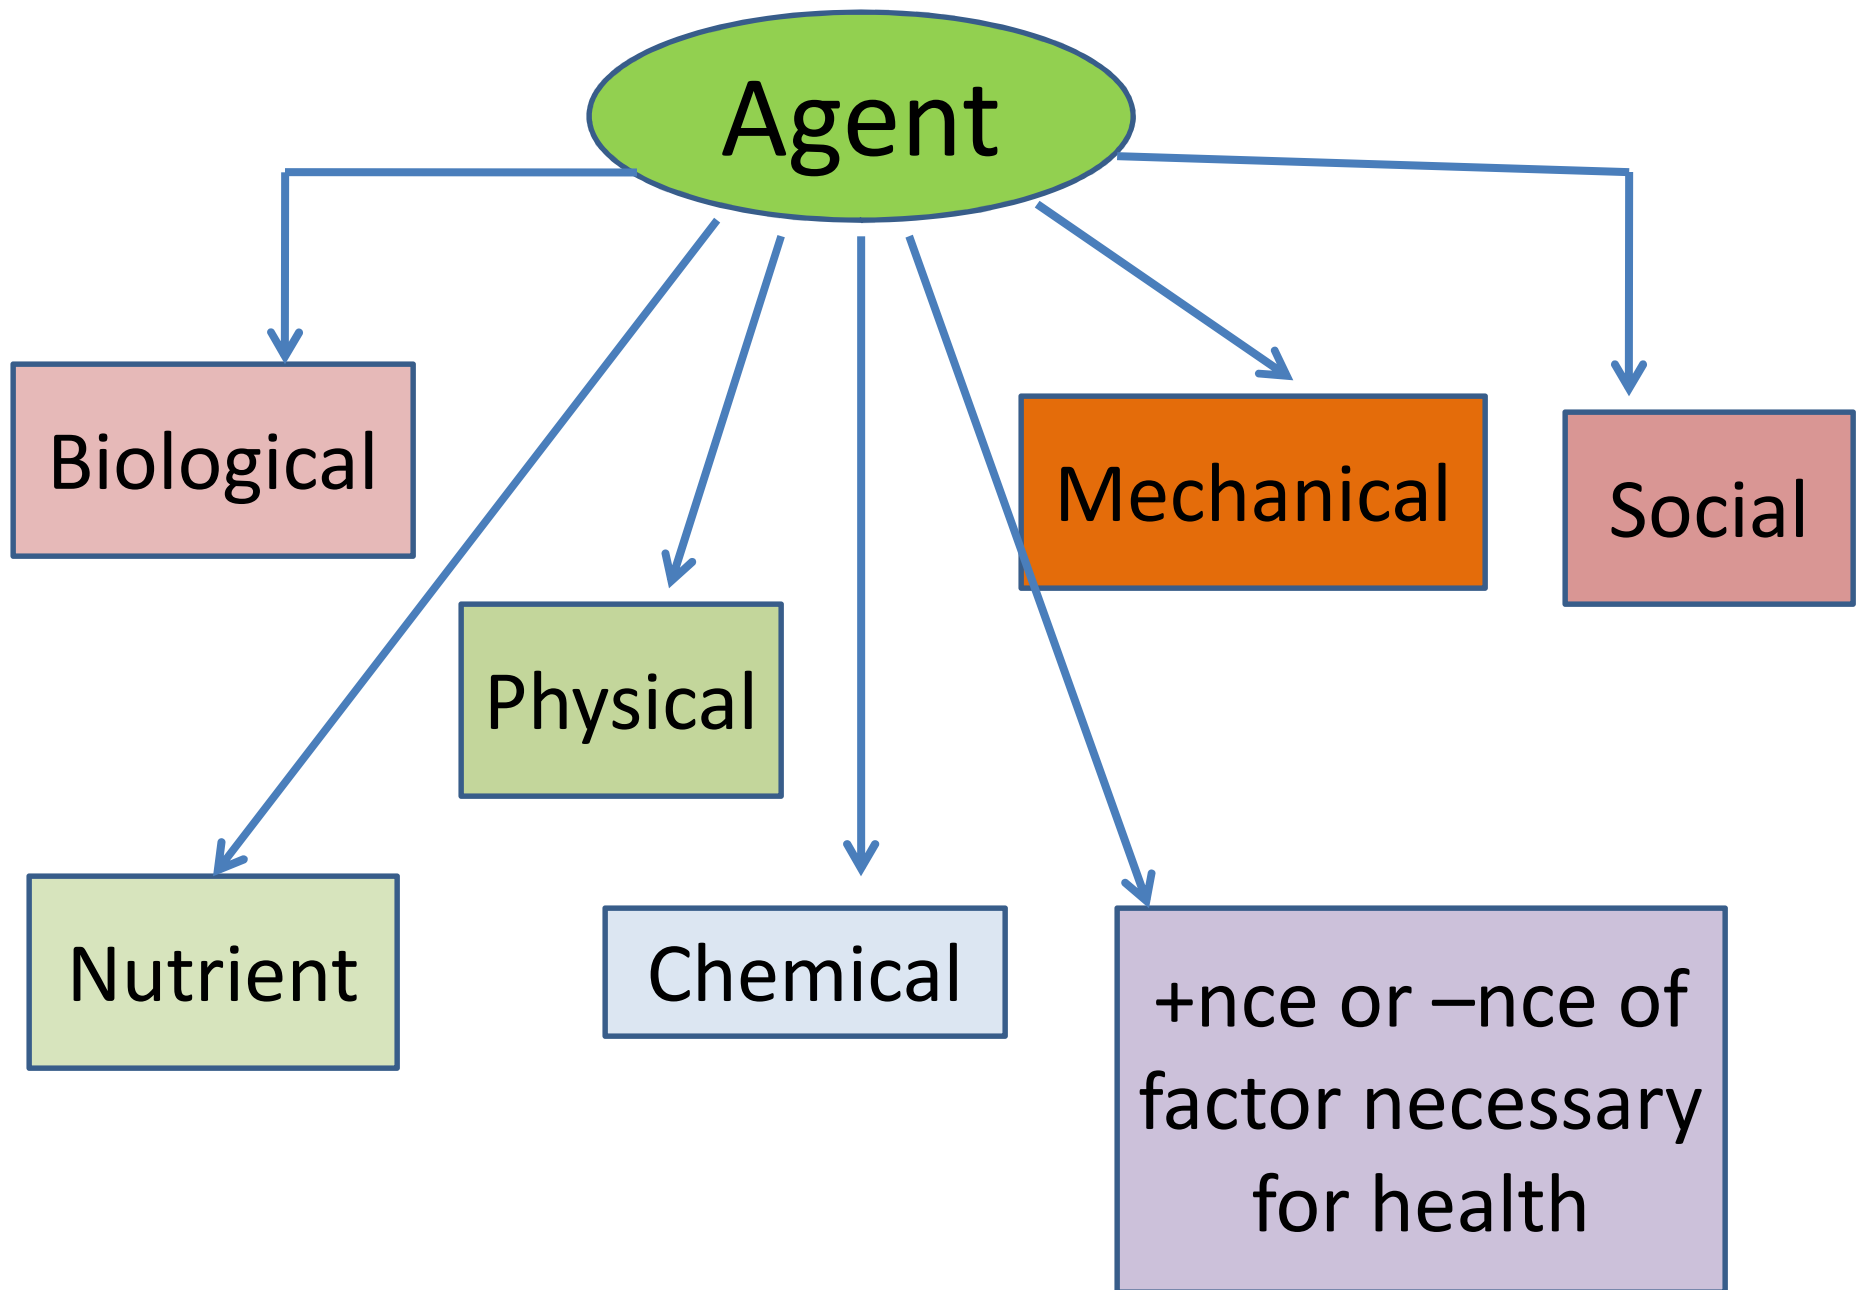 Agent
Biological
Mechanical
Social
Physical
Nutrient
Chemical
+nce or –nce of
factor necessary
for health